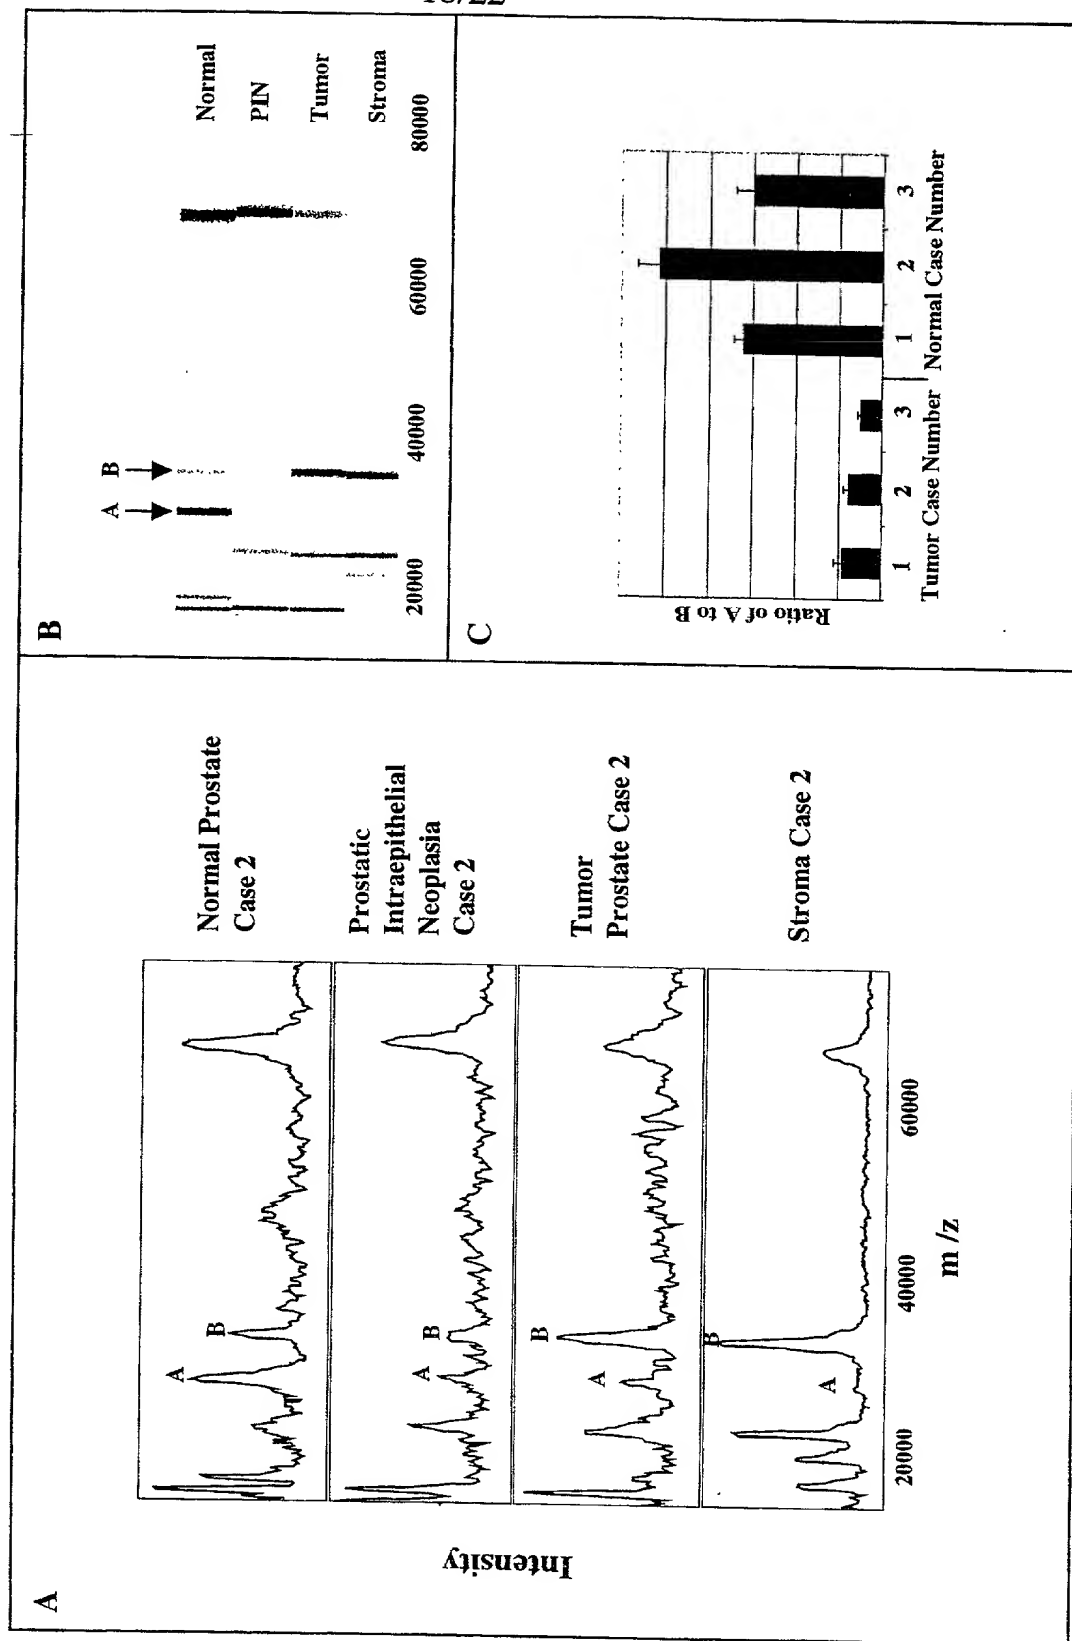 A
Intensity
A
B
Normal Prostate
Case 2
A
B
Prostatic
Intraepithelial
Neoplasia
Case 2
A
B
Tumor
Prostate Case 2
A
B
Stroma Case 2
20000
40000
60000
m /z
B
A
B
Normal
PIN
Tumor
Stroma
20000
40000
60000
80000
C
Ratio of A to B
1
2
3
1
2
3
Tumor Case Number
Normal Case Number